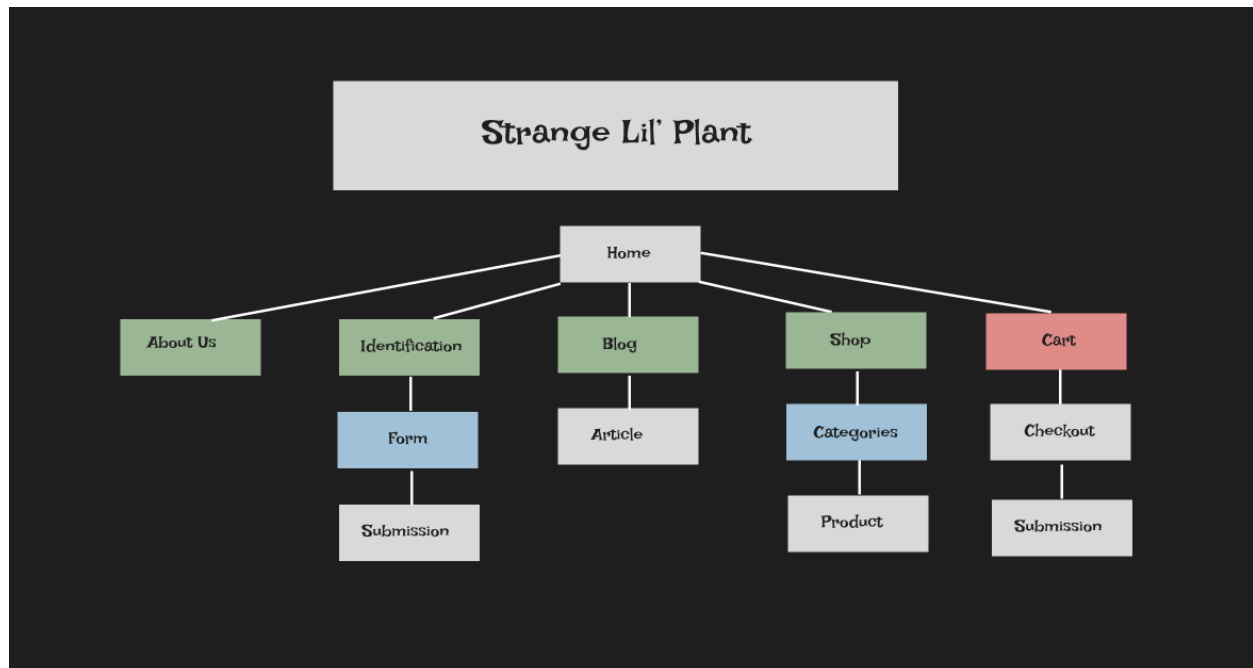 Strange Lil' Plant
Home
About Us
Identification
Blog
Shop
Cart
Form
Article
Categories
Checkout
Submission
Product
Submission